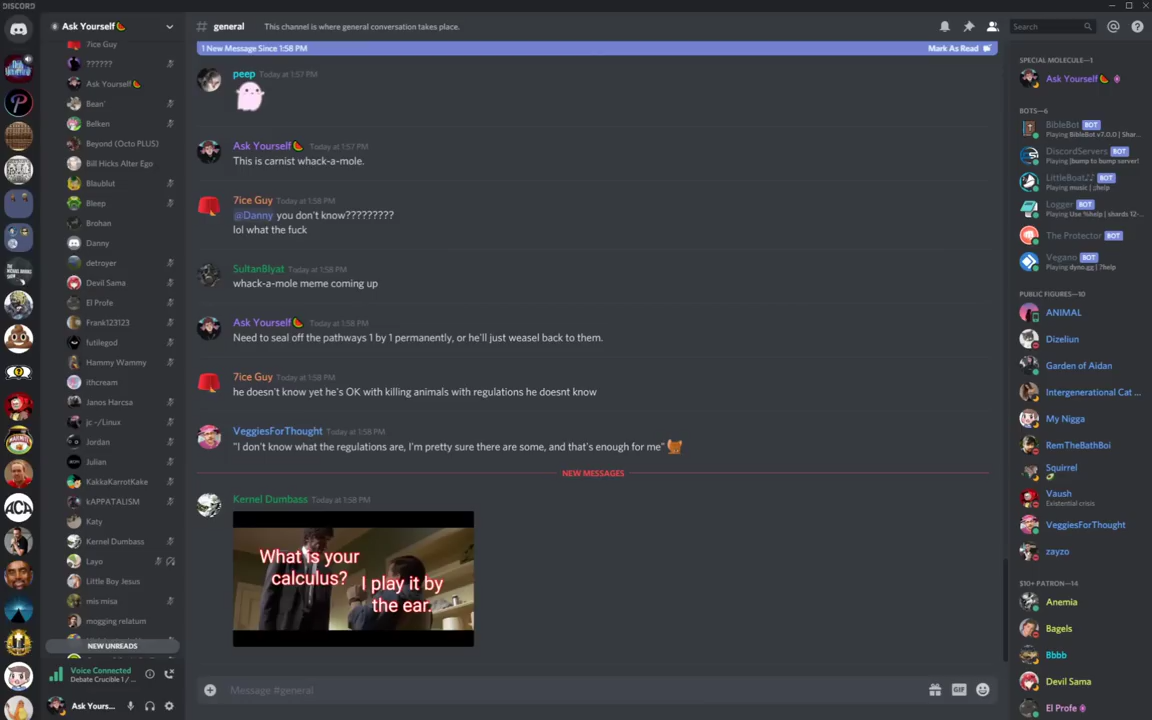 DISCORD
Ask Yourself🍉
# general
This channel is where general conversation takes place.
Search
1 New Message Since 1:58 PM
Mark As Read
7ice Guy
??????
Ask Yourself🍉
Bean'
Belken
Beyond (Octo PLUS)
Bill Hicks Alter Ego
Blaublut
Bleep
Brohan
Danny
detroyer
Devil Sama
El Profe
Frank123123
futilegod
Hammy Wammy
ithcream
Janos Harcsa
jc -/Linux
Jordan
Julian
KakkaKarrotKake
kAPPATALISM
Katy
Kernel Dumbass
Layo
Little Boy Jesus
mis misa
mogging relatum
NEW UNREADS
Voice Connected
Debate Crucible 1 / ...
Ask Yours...
peep Today at 1:57 PM
Ask Yourself🍉 Today at 1:57 PM
This is carnist whack-a-mole.
7ice Guy Today at 1:58 PM
@Danny you don't know?????????
lol what the fuck
SultanBlyat Today at 1:58 PM
whack-a-mole meme coming up
Ask Yourself🍉 Today at 1:58 PM
Need to seal off the pathways 1 by 1 permanently, or he'll just weasel back to them.
7ice Guy Today at 1:58 PM
he doesn't know yet he's OK with killing animals with regulations he doesnt know
VeggiesForThought Today at 1:58 PM
"I don't know what the regulations are, I'm pretty sure there are some, and that's enough for me"
NEW MESSAGES
Kernel Dumbass Today at 1:58 PM
What is your
calculus?
I play it by
the ear.
Message #general
GIF
SPECIAL MOLECULE—1
Ask Yourself🍉
BOTS—6
BibleBot BOT
Playing BibleBot v7.0.0 | Shar...
DiscordServers BOT
Playing !bump to bump server!
LittleBoat🎶 BOT
Playing music | ;help
Logger BOT
Playing Use %help | shards 12-...
The Protector BOT
Vegano BOT
Playing dyno.gg | ?help
PUBLIC FIGURES—10
ANIMAL
Dizeliun
Garden of Aidan
Intergenerational Cat ...
My Nigga
RemTheBathBoi
Squirrel
Vaush
Existential crisis
VeggiesForThought
zayzo
$10+ PATRON—14
Anemia
Bagels
Bbbb
Devil Sama
El Profe